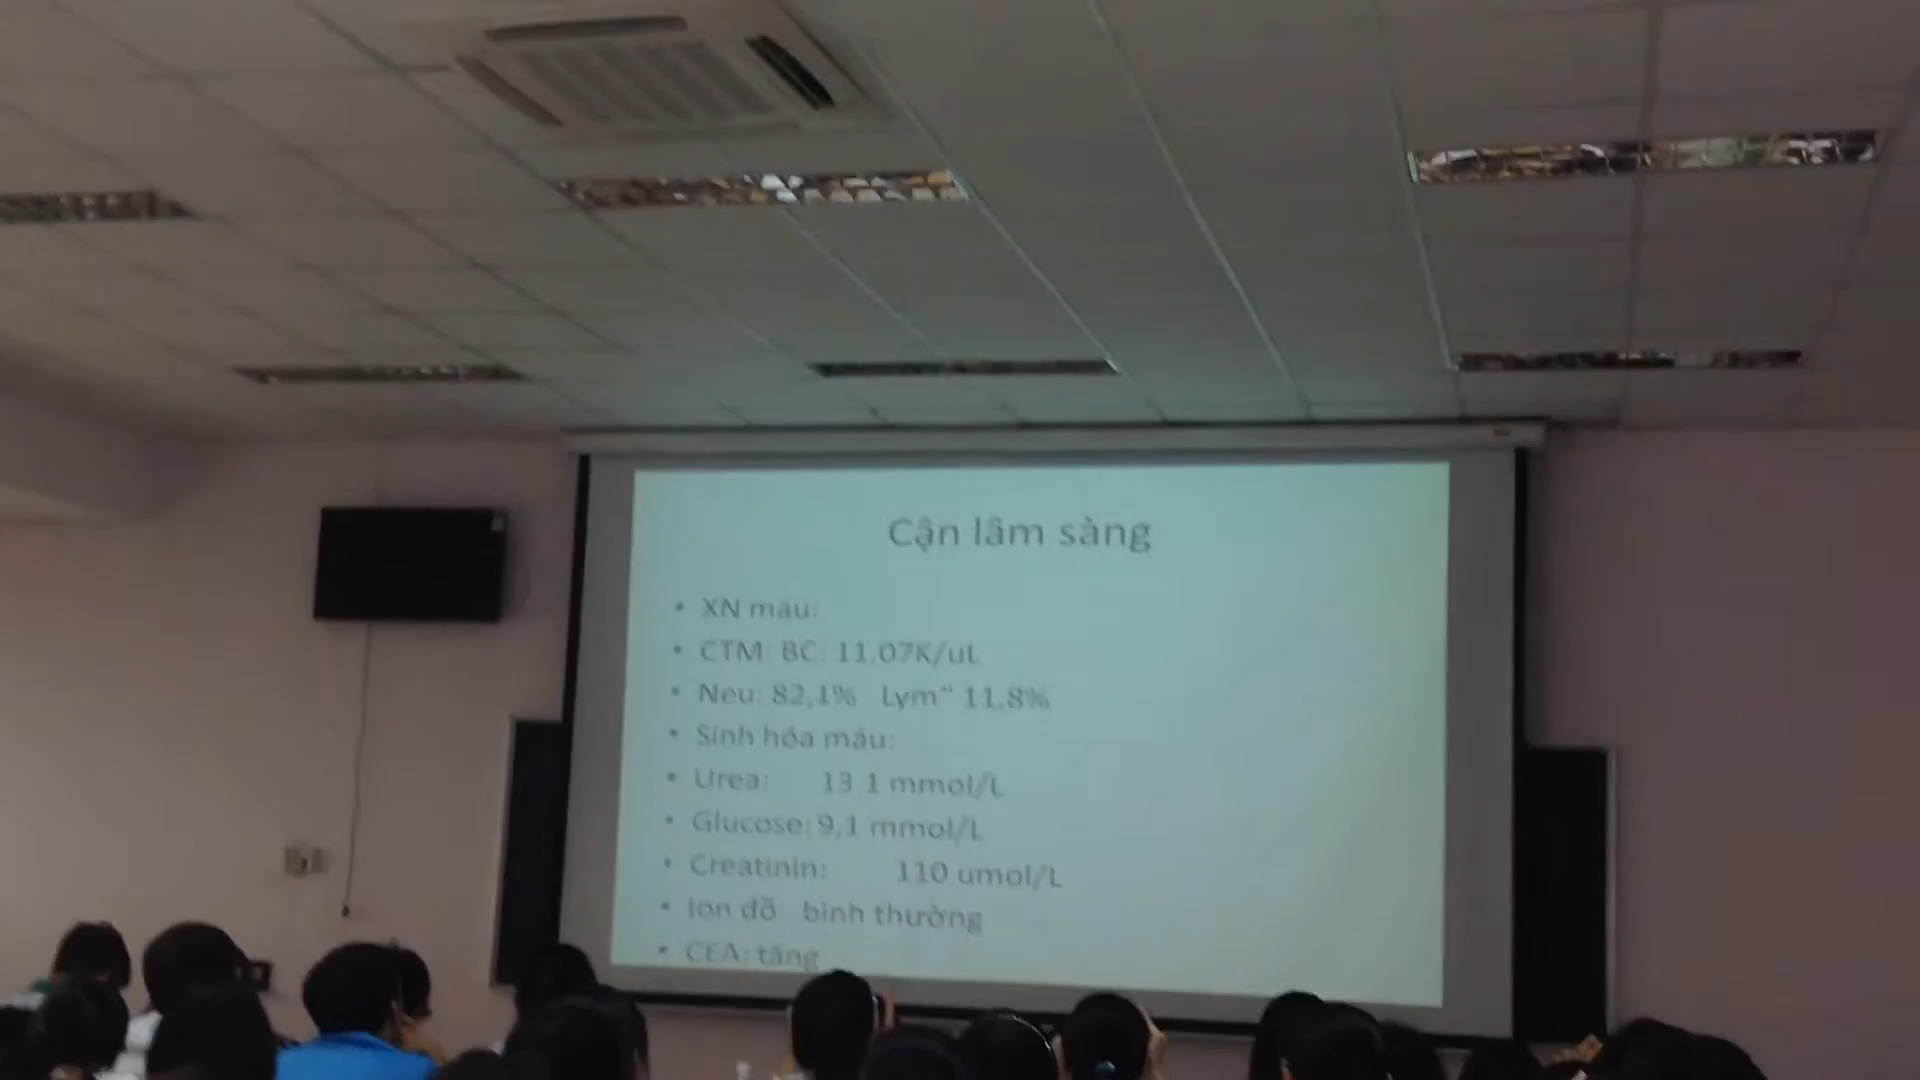 Cận lâm sàng
• XN máu:
• CTM: BC: 11.07K/uL
• Neu: 82,1% Lym" 11.8%
• Sinh hóa máu:
• Urea: 13.1 mmol/L
• Glucose: 9,1 mmol/L
• Creatinin: 110 umol/L
• Ion đồ: bình thường
• CEA: tăng